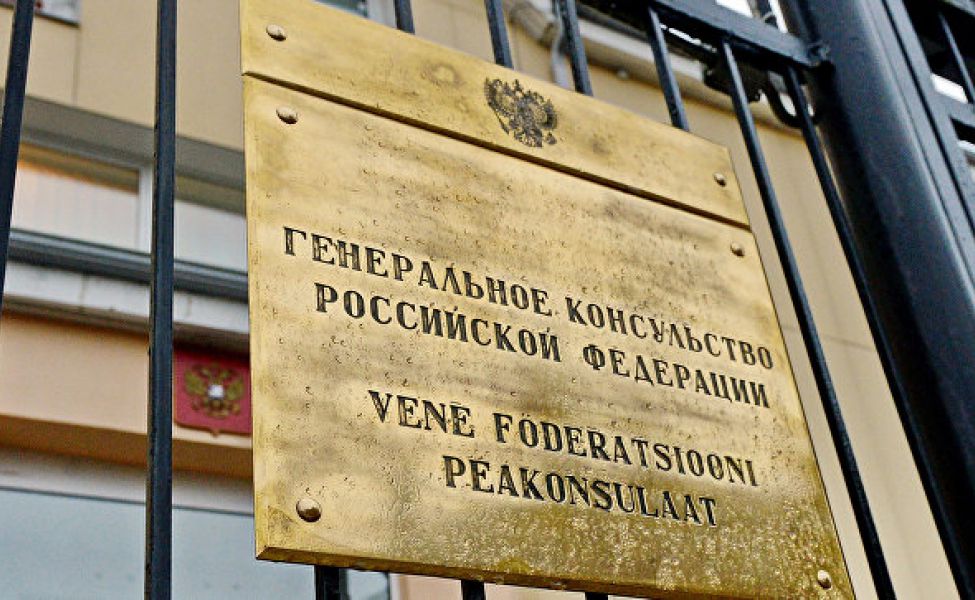 ГЕНЕРАЛЬНОЕ КОНСУЛЬСТВО
РОССИЙСКОЙ ФЕДЕРАЦИИ
VENE FÖDERATSIOONI
PEAKONSULAAT